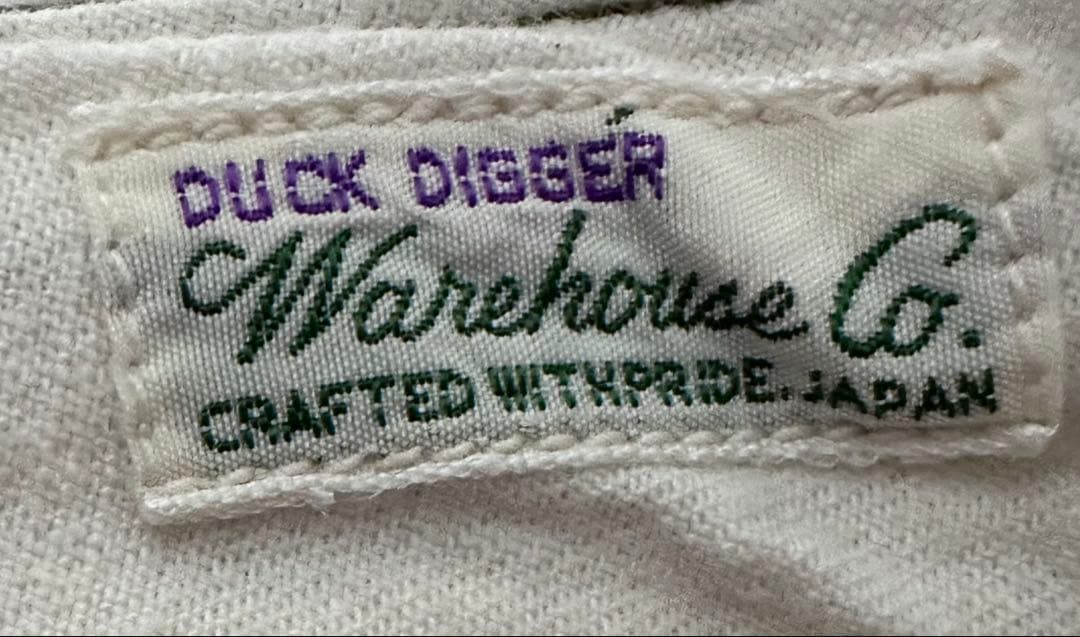 DUCK DIGGER
Warehouse Co.
CRAFTED WITH PRIDE. JAPAN